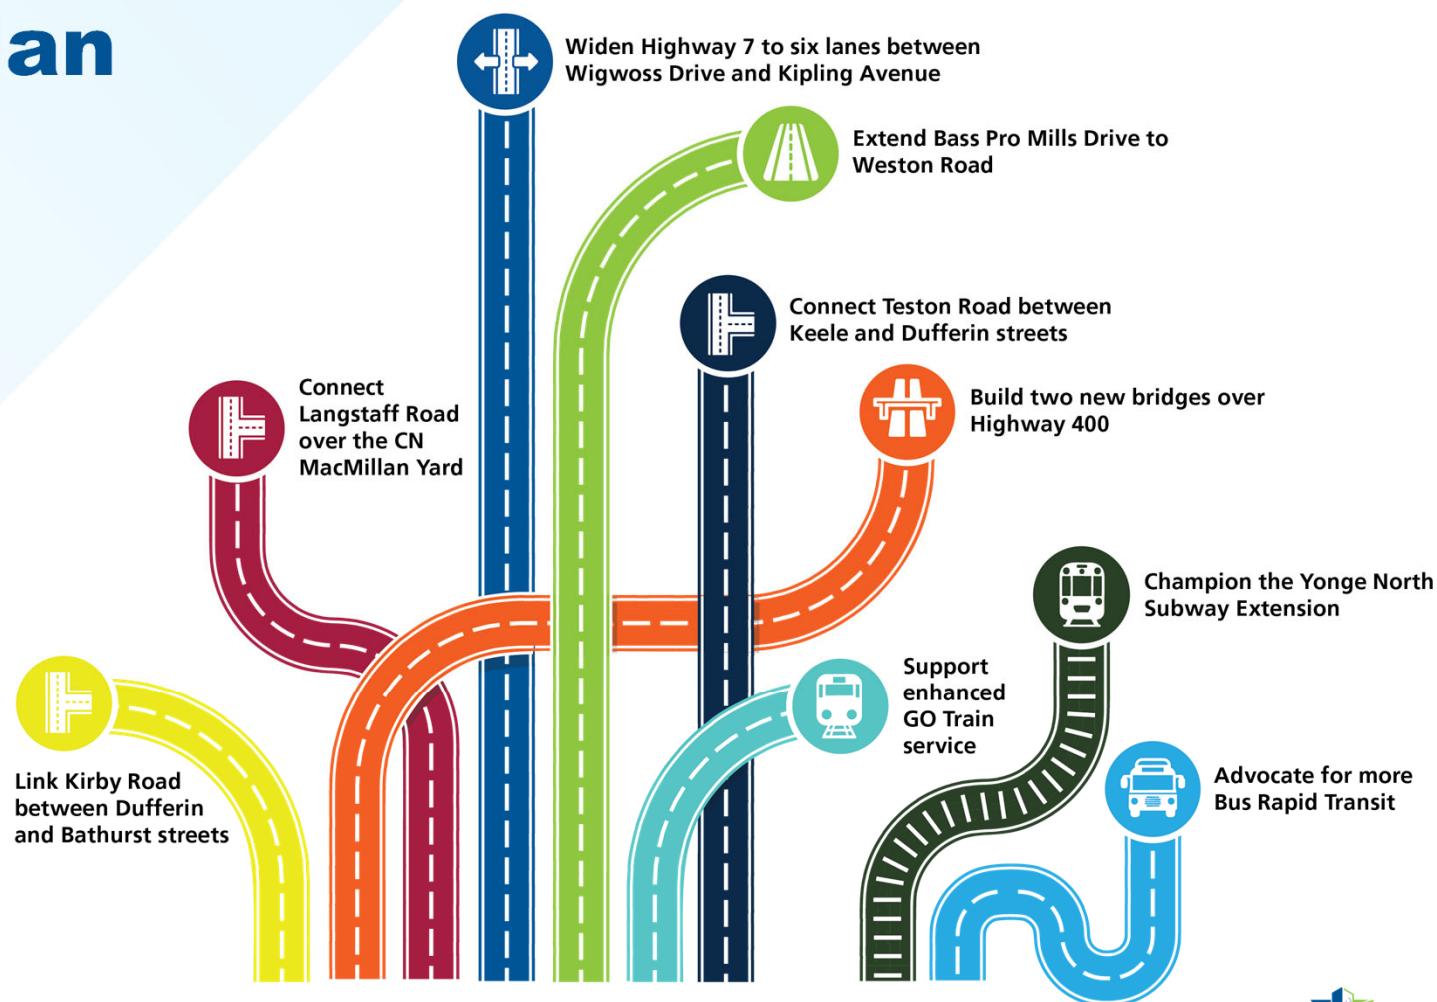 an
Widen Highway 7 to six lanes between
Wigwoss Drive and Kipling Avenue
Extend Bass Pro Mills Drive to
Weston Road
Connect Teston Road between
Keele and Dufferin streets
Connect
Langstaff Road
over the CN
MacMillan Yard
Build two new bridges over
Highway 400
Champion the Yonge North
Subway Extension
Support
enhanced
GO Train
service
Link Kirby Road
between Dufferin
and Bathurst streets
Advocate for more
Bus Rapid Transit